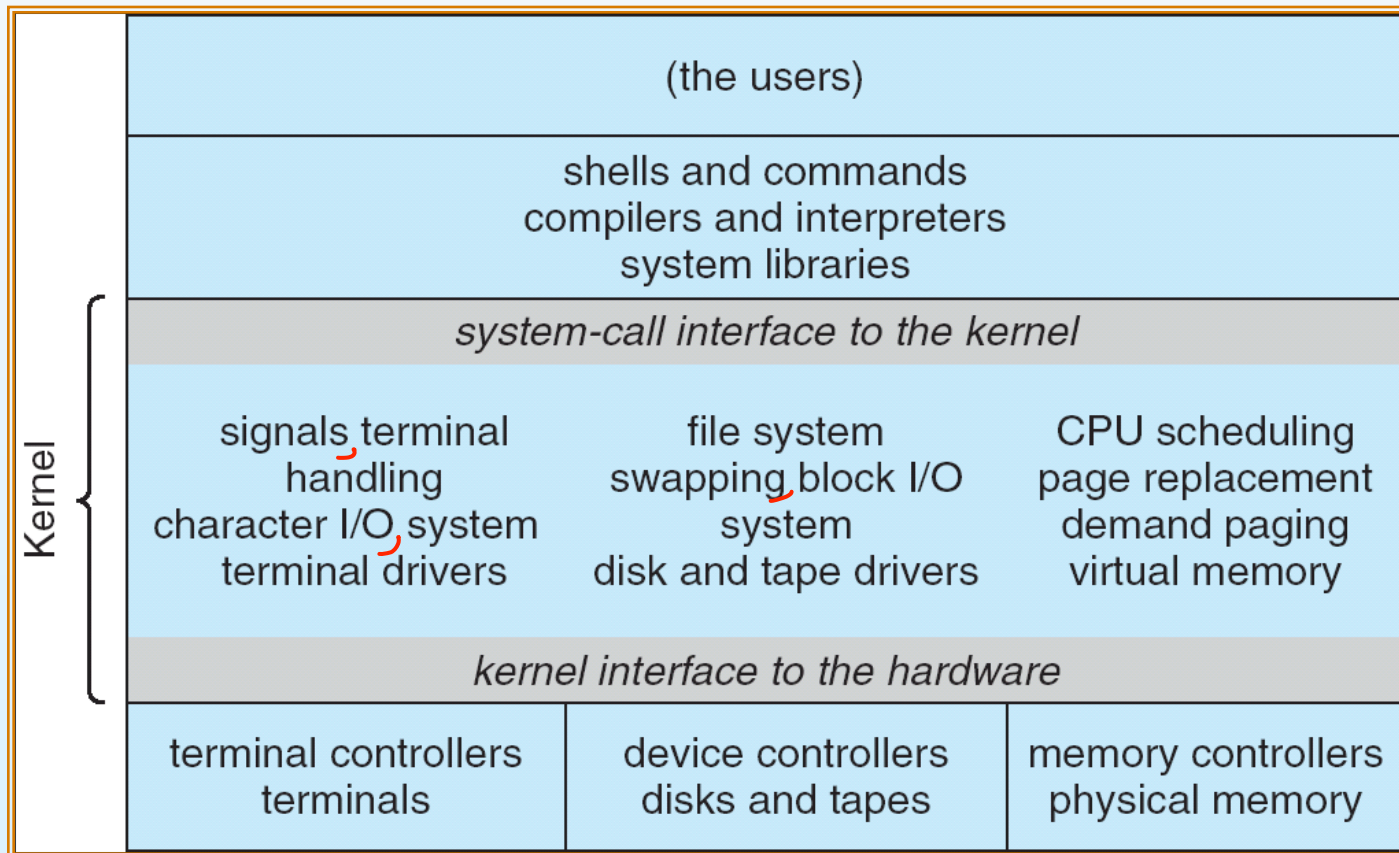 (the users)
shells and commands
compilers and interpreters
system libraries
Kernel
system-call interface to the kernel
signals, terminal
handling
character I/O, system
terminal drivers
file system
swapping, block I/O
system
disk and tape drivers
CPU scheduling
page replacement
demand paging
virtual memory
kernel interface to the hardware
terminal controllers
terminals
device controllers
disks and tapes
memory controllers
physical memory